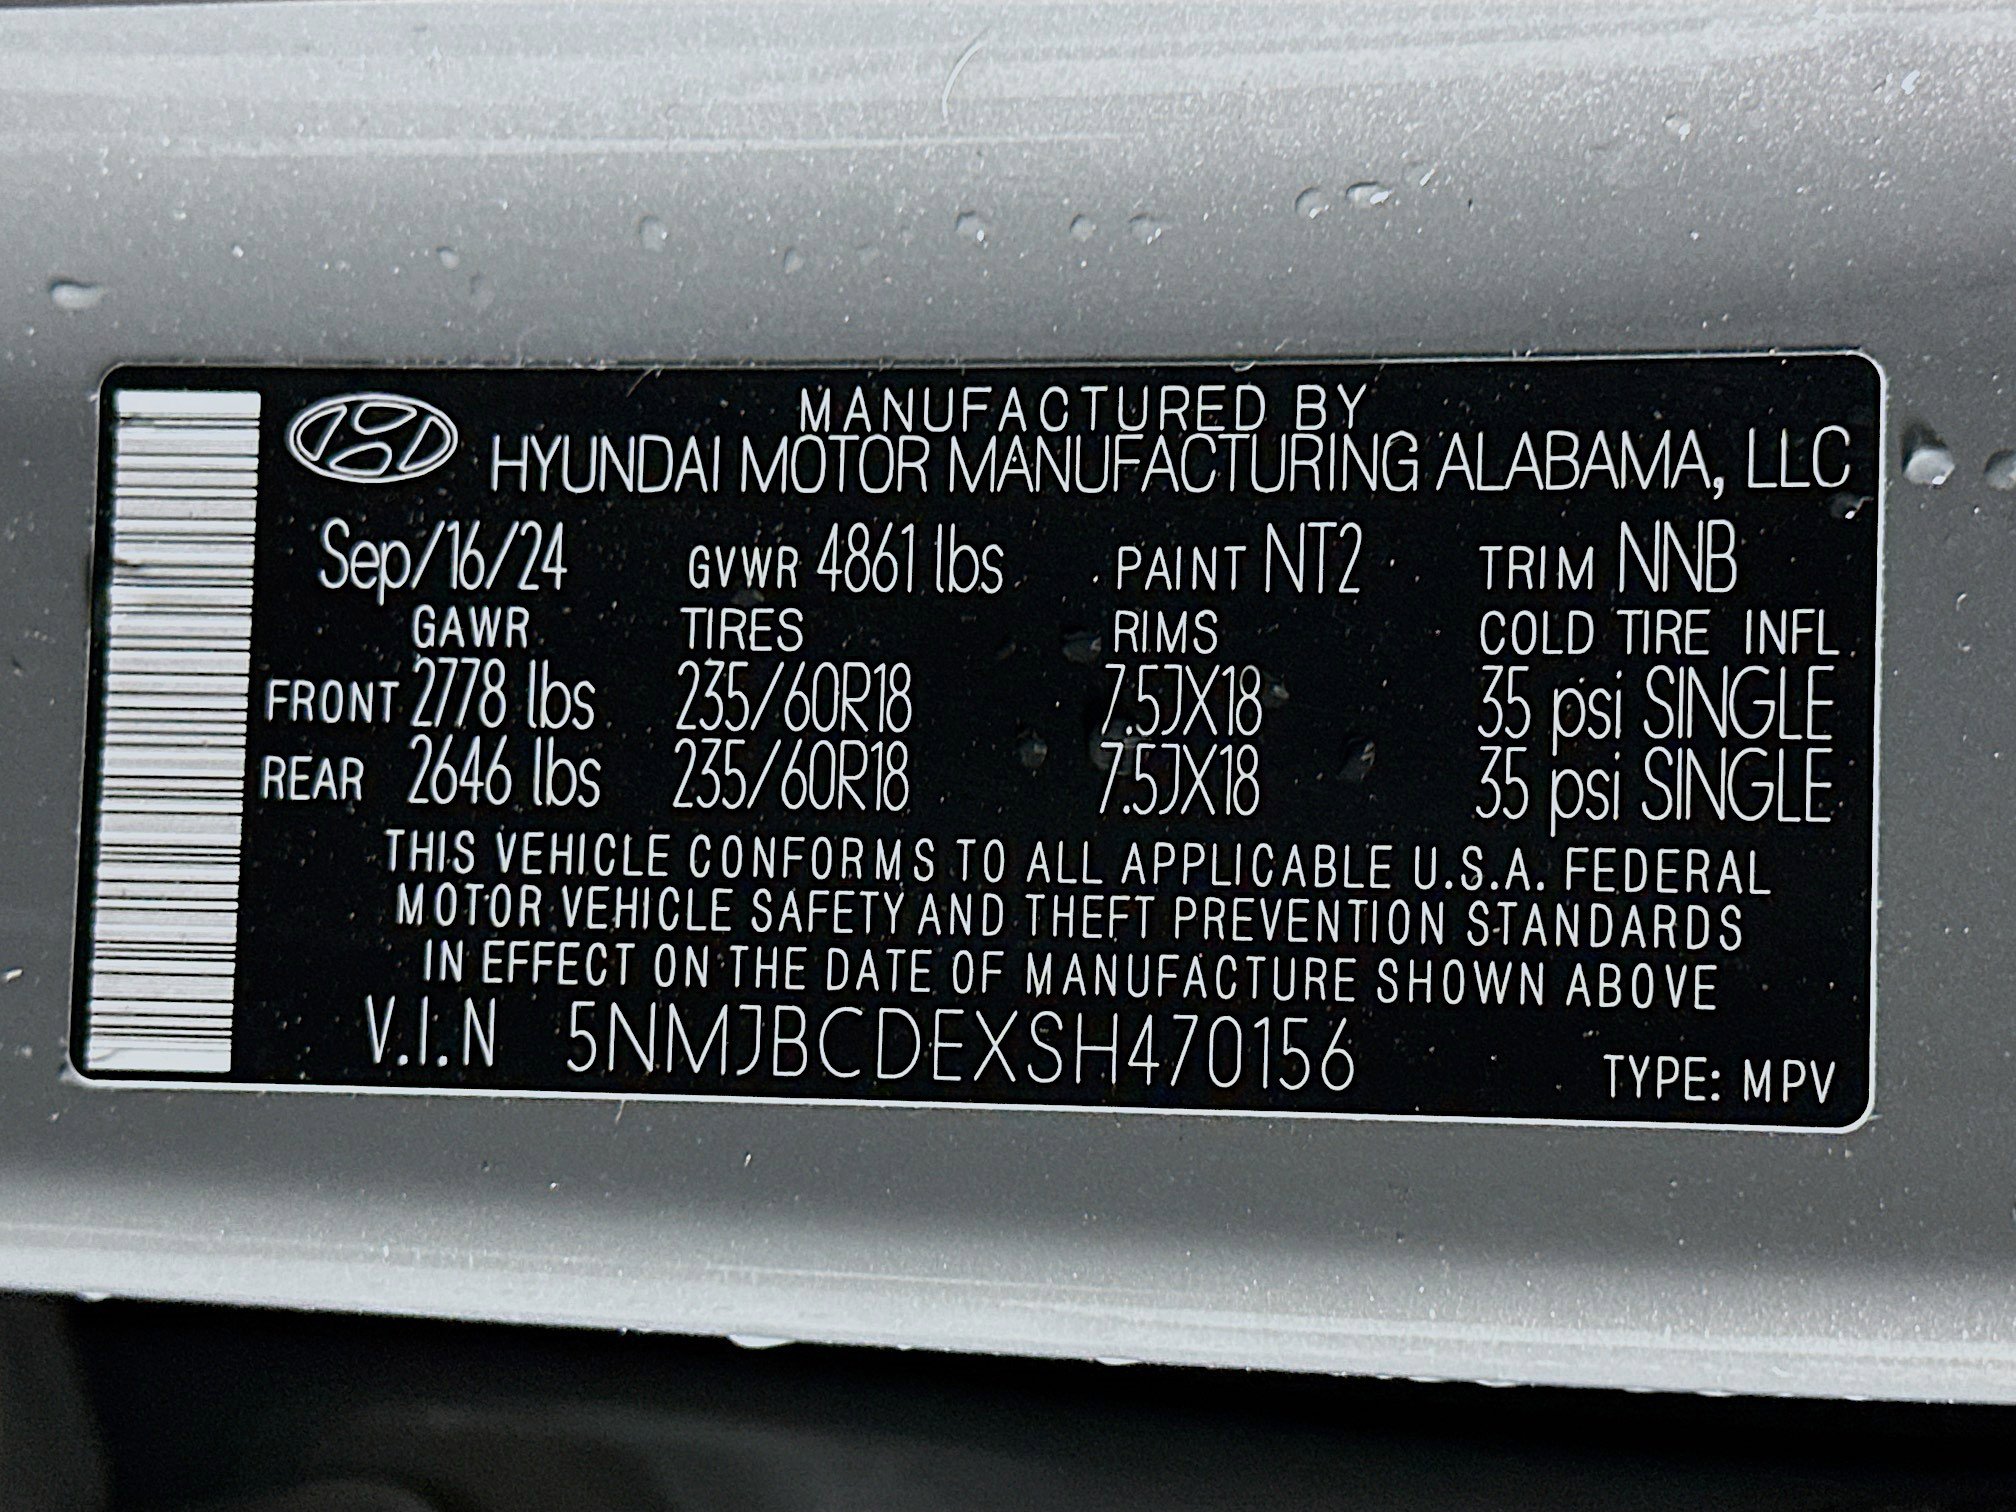 MANUFACTURED BY
HYUNDAI MOTOR MANUFACTURING ALABAMA, LLC
Sep/16/24 GVWR 4861 lbs PAINT NT2 TRIM NNB
GAWR TIRES RIMS COLD TIRE INFL.
FRONT 2778 lbs 235/60R18 7.5JX18 35 psi SINGLE
REAR 2646 lbs 235/60R18 7.5JX18 35 psi SINGLE
THIS VEHICLE CONFORMS TO ALL APPLICABLE U.S.A. FEDERAL
MOTOR VEHICLE SAFETY AND THEFT PREVENTION STANDARDS
IN EFFECT ON THE DATE OF MANUFACTURE SHOWN ABOVE
V.I.N 5NMJBCDEXSH470156 TYPE: MPV